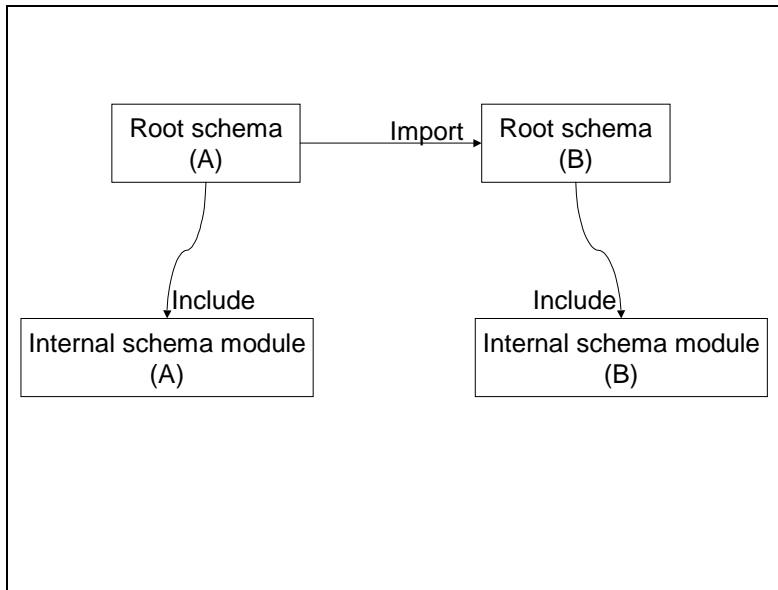 Root schema
(A)
Import
Root schema
(B)
Include
Include
Internal schema module
(A)
Internal schema module
(B)